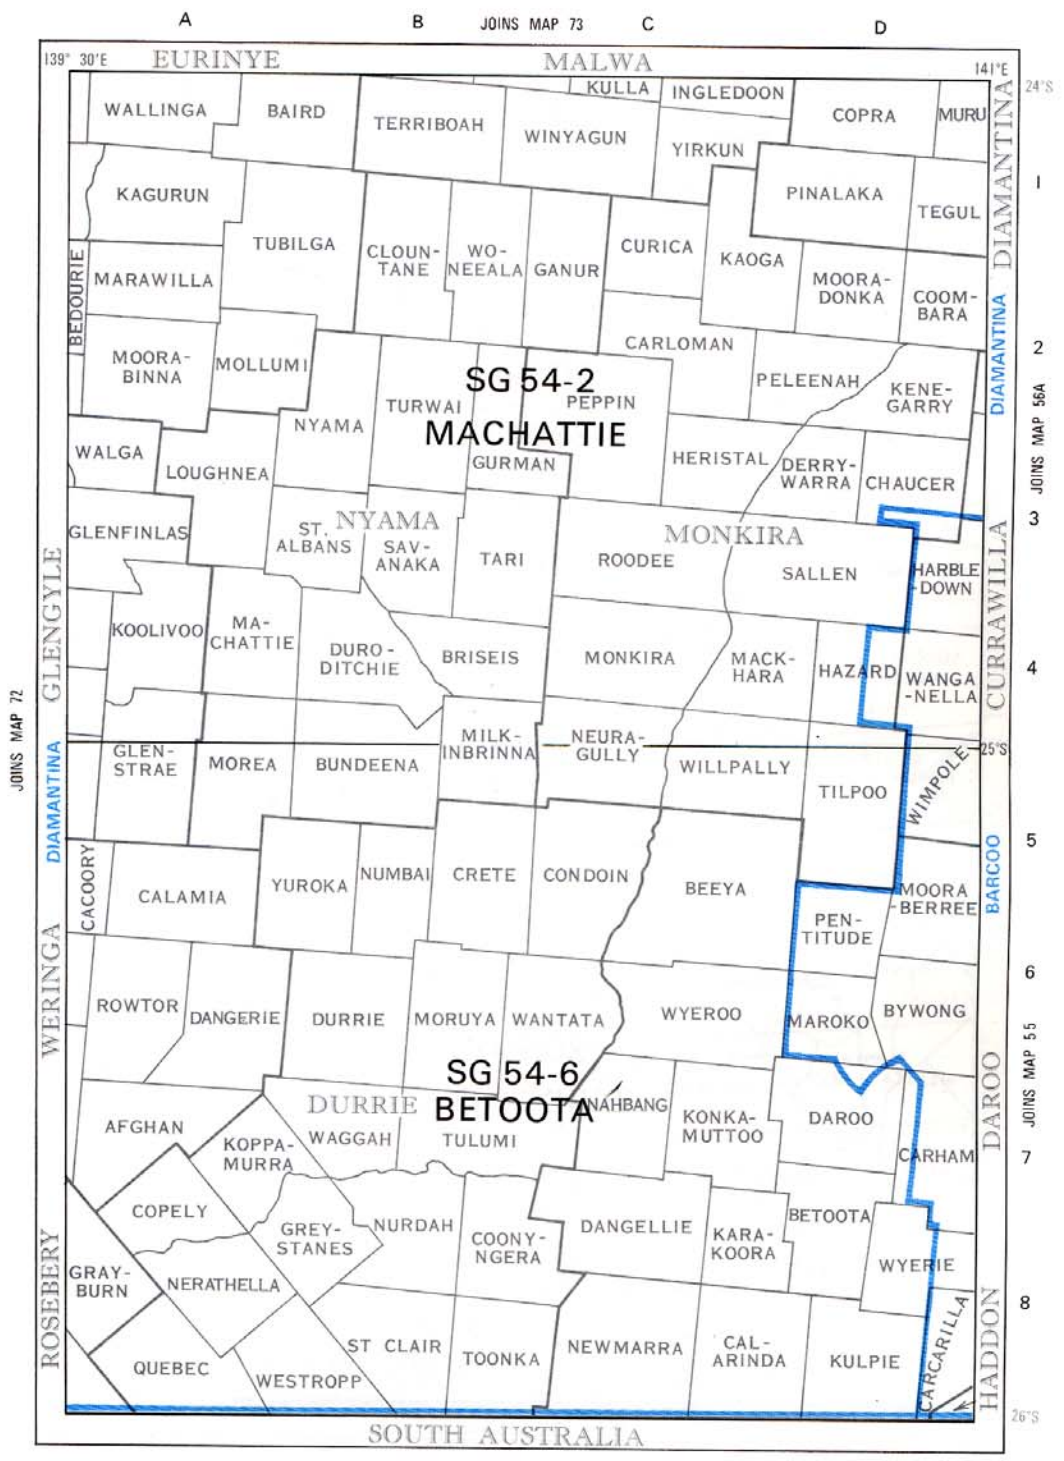 A B JOINS MAP 73 C D
139° 30'E EURINYE MALWA 141°E
24°S
WALLINGA BAIRD TERRIBOAH WINYAGUN KULLA INGLEDOON COPRA MURU
YIRKUN
DIAMANTINA
1
KAGURUN PINALAKA TEGUL
TUBILGA CLOUN-
TANE
WO-
NEEALA GANUR CURICA KAOGA
BEDOURIE MARAWILLA MOORA-
DONKA
COOM-
BARA
DIAMANTINA
2
MOORA-
BINNA
MOLLUMI CARLOMAN
SG 54-2
MACHATTIE
PELEENAH KENE-
GARRY
JOINS MAP 56A
NYAMA TURWAI PEPPIN
WALGA LOUGHNEA GURMAN HERISTAL DERRY-
WARRA
CHAUCER
3
GLENFINLAS NYAMA MONKIRA
ST.
ALBANS
SAV-
ANAKA
TARI ROODEE SALLEN HARBLE
-DOWN
GLENGYLE CURRAWILLA
KOOLIVOO MA-
CHATTIE
DURO-
DITCHIE
BRISEIS MONKIRA MACK-
HARA
HAZARD WANGA
-NELLA
4
JOINS MAP 72
DIAMANTINA
GLEN-
STRAE
MOREA BUNDEENA MILK-
INBRINNA
NEURA-
GULLY
WILLPALLY TILPOO WIMPOLE
25°S
5
CACOORY CALAMIA YUROKA NUMBAI CRETE CONDOIN BEEYA MOORA
-BERREE
BARCOO
PEN-
TITUDE
6
WERINGA
ROWTOR DANGERIE DURRIE MORUYA WANTATA WYEROO MAROKO BYWONG
SG 54-6
BETOOTA
JOINS MAP 55
DAROO
DURRIE
AFGHAN KOPPA-
MURRA
WAGGAH TULUMI NAHBANG KONKA-
MUTTOO
DAROO CARHAM
7
COPELY GREY-
STANES
NURDAH COONY-
NGERA
DANGELLIE KARA-
KOORA
BETOOTA WYERIE
ROSEBERY
GRAY-
BURN
NERATHELLA
8
QUEBEC WESTROPP ST CLAIR TOONKA NEWMARRA CAL-
ARINDA
KULPIE CARCARILLA
HADDON
26°S
SOUTH AUSTRALIA